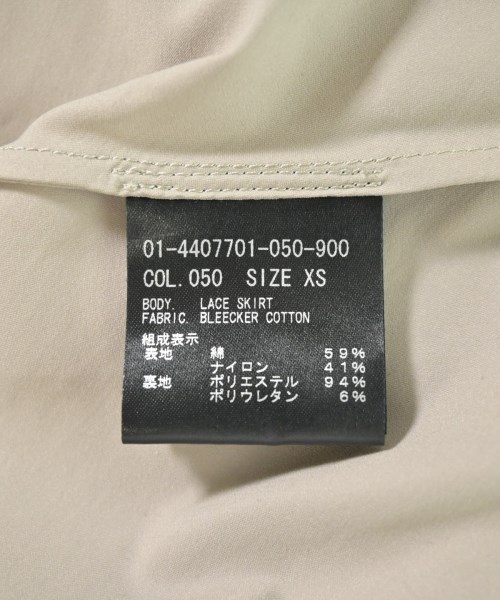 01-4407701-050-900
COL. 050 SIZE XS
BODY. LACE SKIRT
FABRIC. BLEECKER COTTON
組成表示
表地 綿 59%
ナイロン 41%
裏地 ポリエステル 94%
ポリウレタン 6%